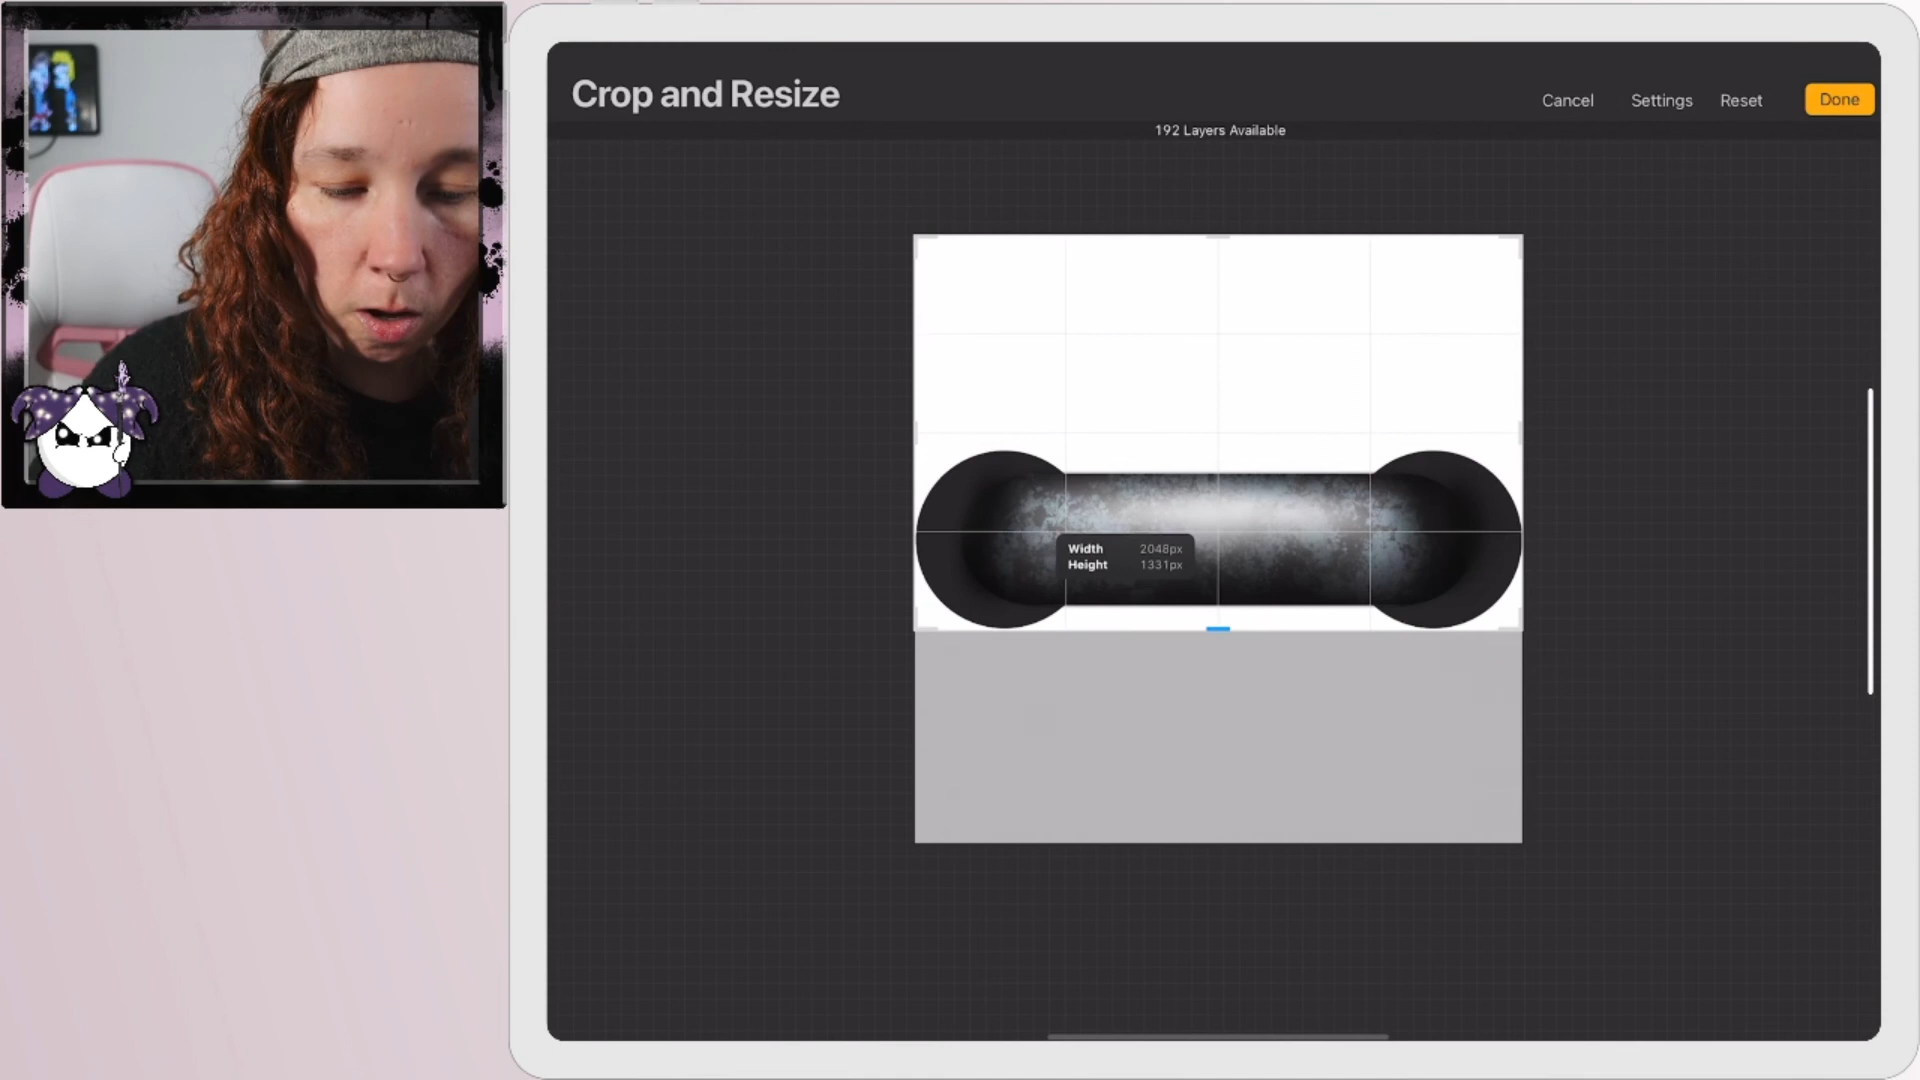 Crop and Resize
Cancel
Settings
Reset
Done
192 Layers Available
Width 2048px
Height 1331px